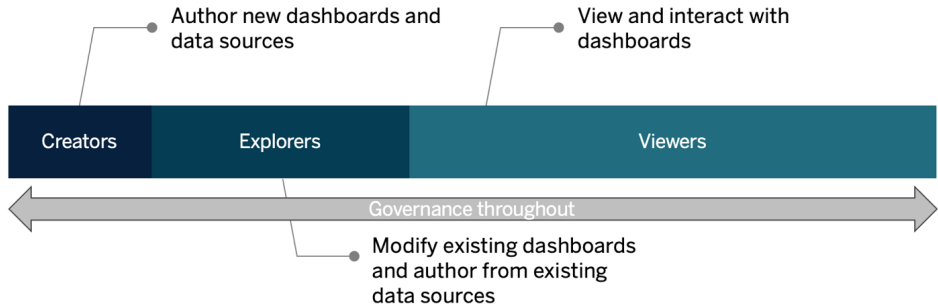 Author new dashboards and
data sources
View and interact with
dashboards
Creators
Explorers
Viewers
Governance throughout
Modify existing dashboards
and author from existing
data sources